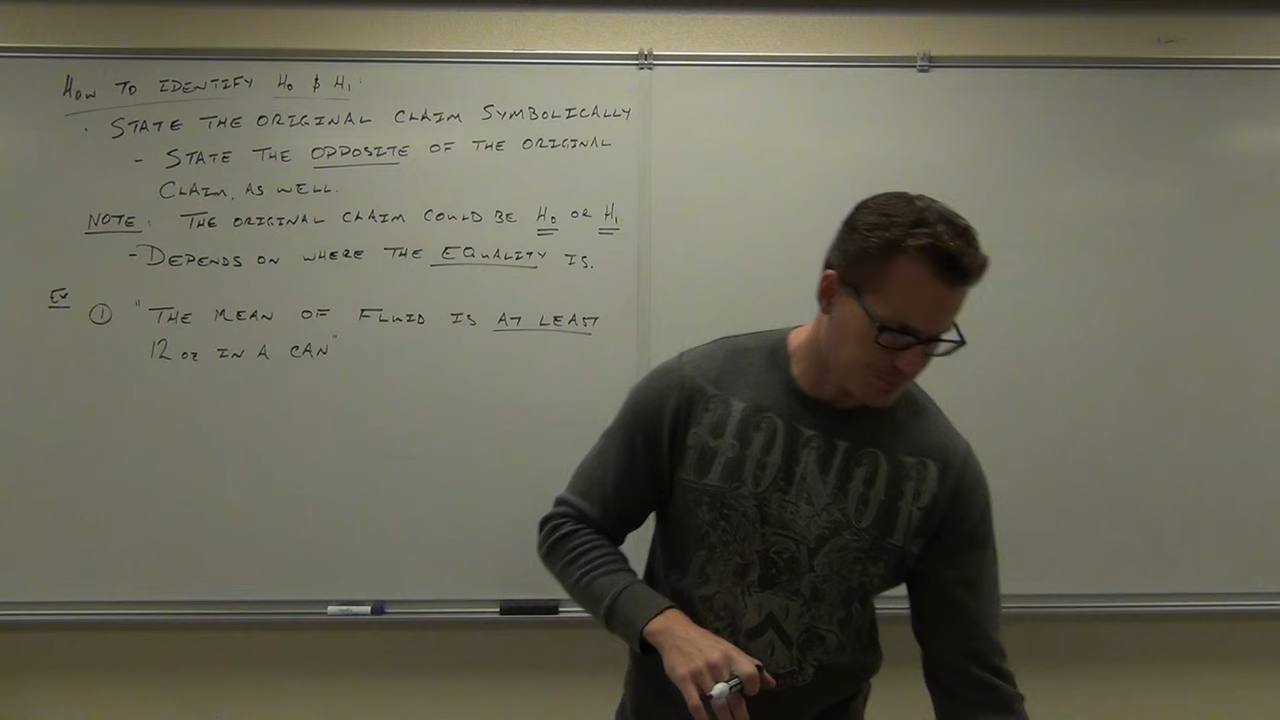 HOW TO IDENTIFY H₀ & H₁:
· STATE THE ORIGINAL CLAIM SYMBOLICALLY
- STATE THE OPPOSITE OF THE ORIGINAL
CLAIM, AS WELL.
NOTE: THE ORIGINAL CLAIM COULD BE H₀ OR H₁.
- DEPENDS ON WHERE THE EQUALITY IS.
Ex ① "THE MEAN OF FLUID IS AT LEAST
12 oz IN A CAN"
HONOR